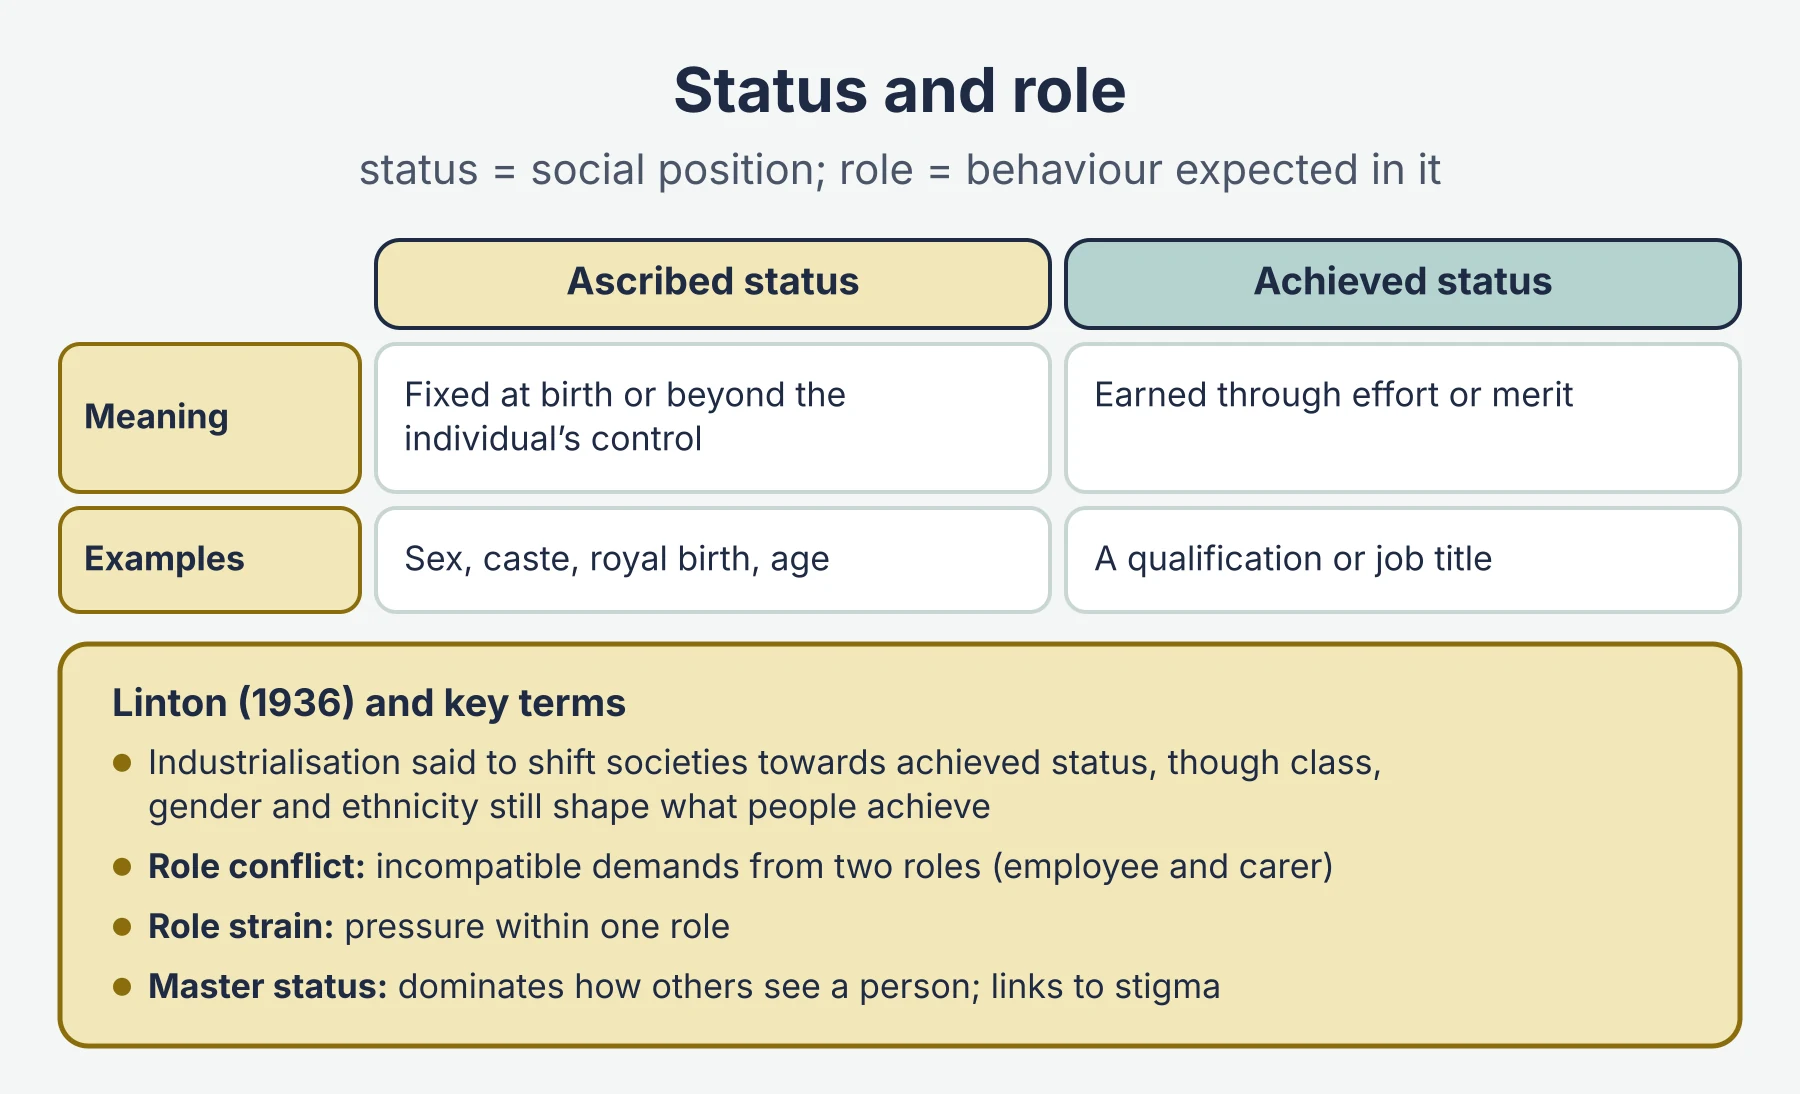 Status and role
status = social position; role = behaviour expected in it
Ascribed status
Achieved status
Meaning
Fixed at birth or beyond the
individual’s control
Earned through effort or merit
Examples
Sex, caste, royal birth, age
A qualification or job title
Linton (1936) and key terms
Industrialisation said to shift societies towards achieved status, though class,
gender and ethnicity still shape what people achieve
Role conflict: incompatible demands from two roles (employee and carer)
Role strain: pressure within one role
Master status: dominates how others see a person; links to stigma